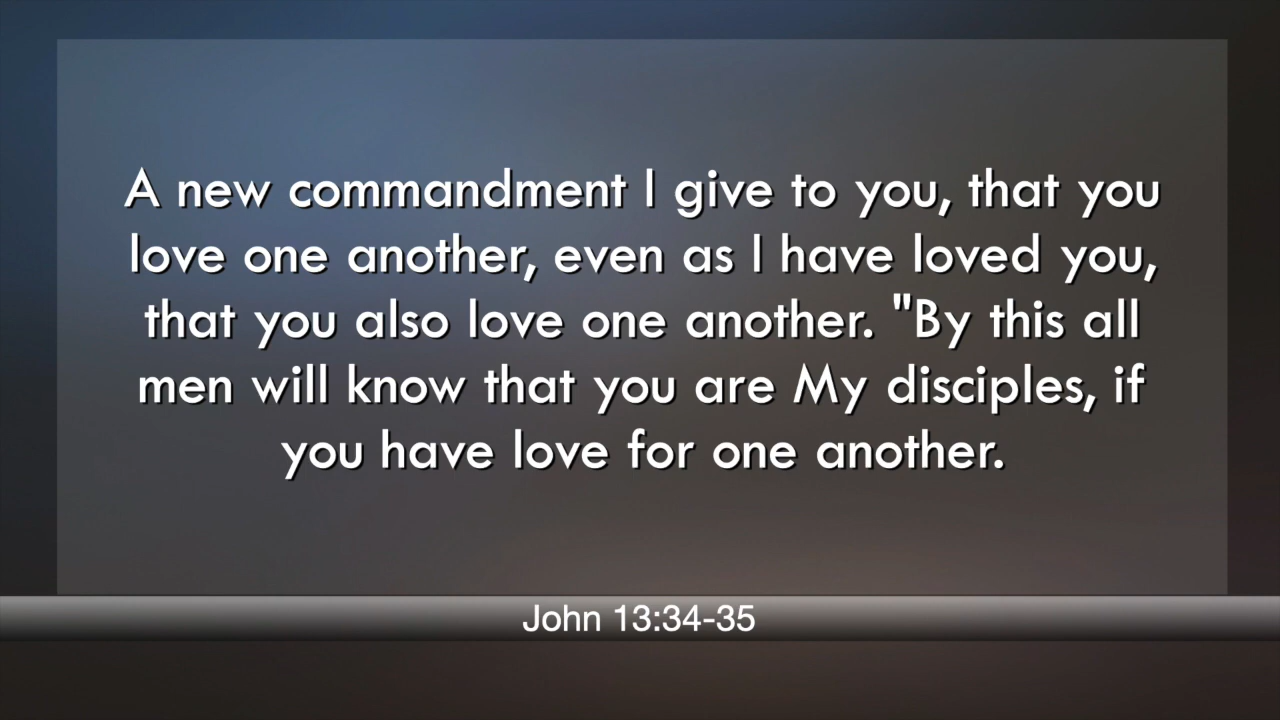 A new commandment I give to you, that you
love one another, even as I have loved you,
that you also love one another. "By this all
men will know that you are My disciples, if
you have love for one another.
John 13:34-35